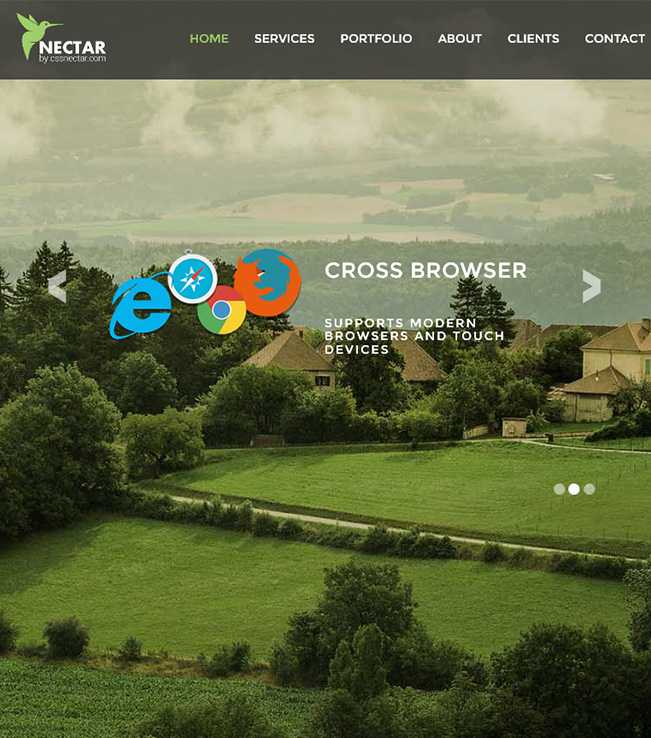 NECTAR
by cssnectar.com
HOME SERVICES PORTFOLIO ABOUT CLIENTS CONTACT
CROSS BROWSER
SUPPORTS MODERN
BROWSERS AND TOUCH
DEVICES